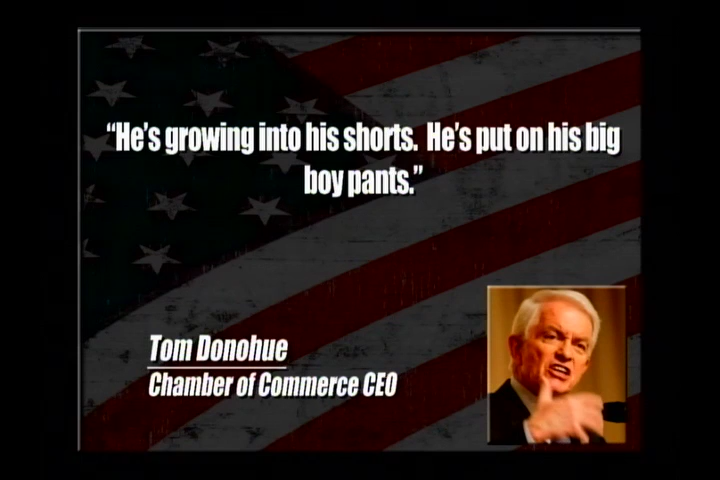 “He’s growing into his shorts.  He’s put on his big
boy pants.”
Tom Donohue
Chamber of Commerce CEO